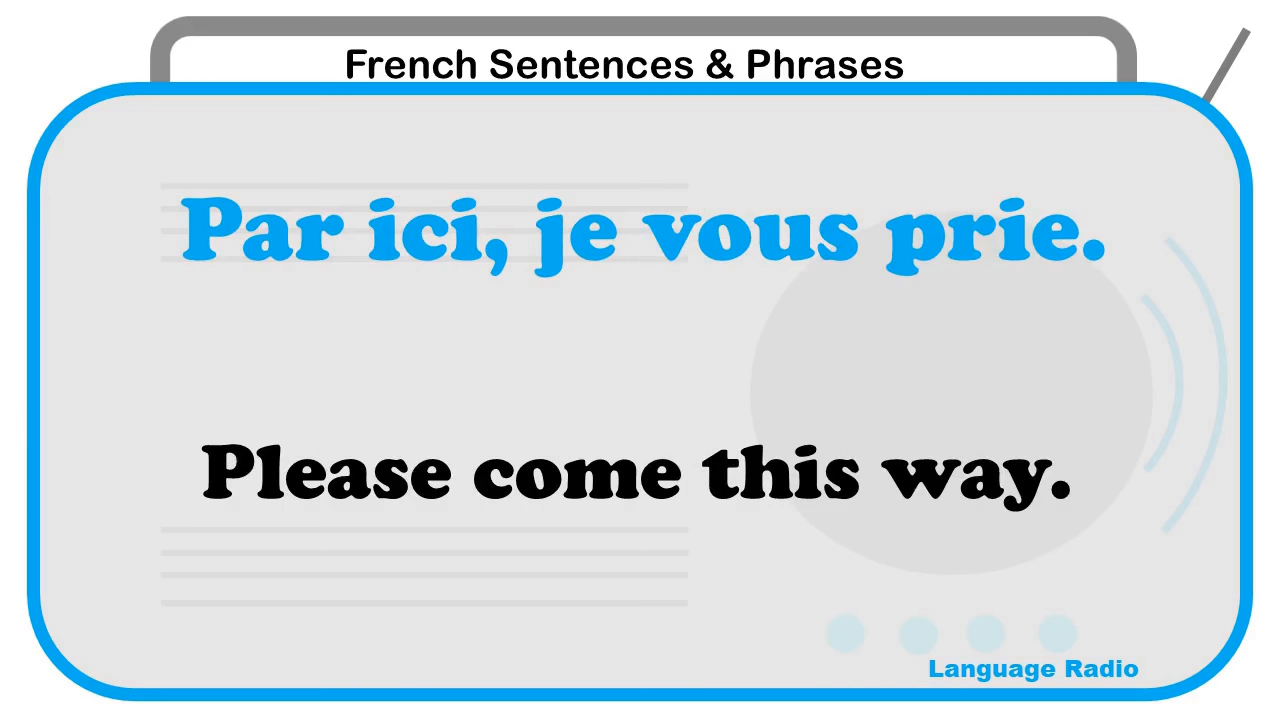 French Sentences & Phrases
Par ici, je vous prie.
Please come this way.
Language Radio